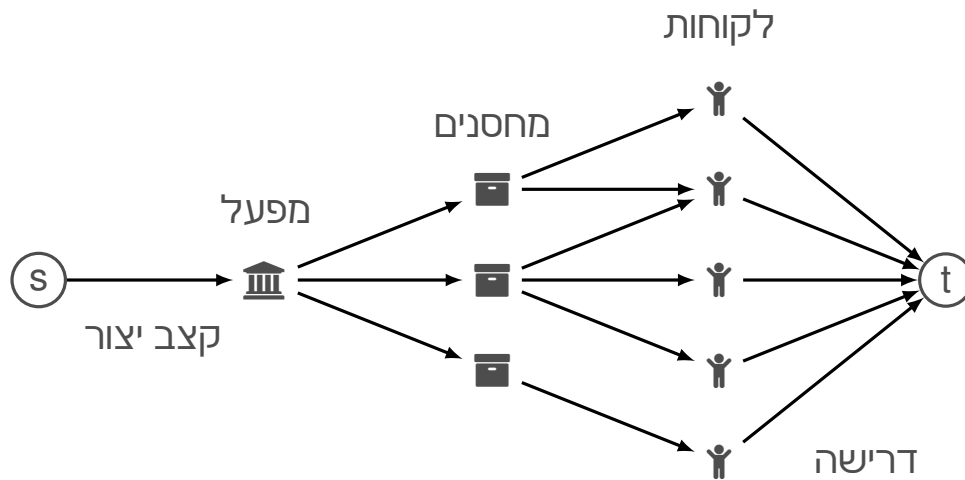 לקוחות
מחסנים
מפעל
s
t
קצב יצור
דרישה